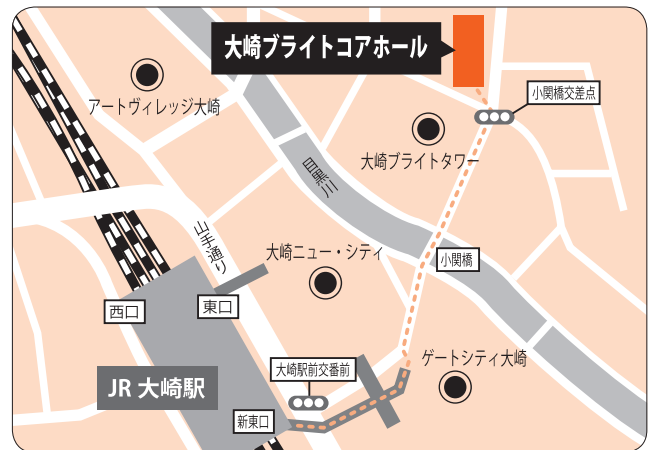 大崎ブライトコアホール
小関橋交差点
アートヴィレッジ大崎
大崎ブライトタワー
目黒川
山手通り
大崎ニュー・シティ
小関橋
東口
西口
ゲートシティ大崎
大崎駅前交番前
JR 大崎駅
新東口